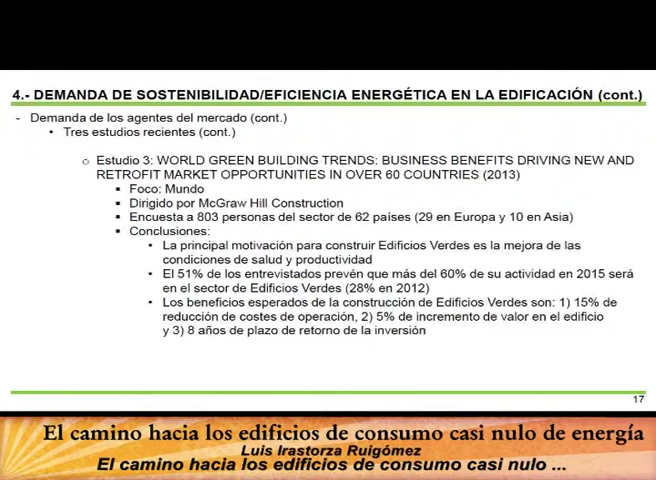 4.- DEMANDA DE SOSTENIBILIDAD/EFICIENCIA ENERGÉTICA EN LA EDIFICACIÓN (cont.)
- Demanda de los agentes del mercado (cont.)
• Tres estudios recientes (cont.)
o Estudio 3: WORLD GREEN BUILDING TRENDS: BUSINESS BENEFITS DRIVING NEW AND
RETROFIT MARKET OPPORTUNITIES IN OVER 60 COUNTRIES (2013)
▪ Foco: Mundo
▪ Dirigido por McGraw Hill Construction
▪ Encuesta a 803 personas del sector de 62 países (29 en Europa y 10 en Asia)
▪ Conclusiones:
• La principal motivación para construir Edificios Verdes es la mejora de las
condiciones de salud y productividad
• El 51% de los entrevistados prevén que más del 60% de su actividad en 2015 será
en el sector de Edificios Verdes (28% en 2012)
• Los beneficios esperados de la construcción de Edificios Verdes son: 1) 15% de
reducción de costes de operación, 2) 5% de incremento de valor en el edificio
y 3) 8 años de plazo de retorno de la inversión
17
El camino hacia los edificios de consumo casi nulo de energía
Luis Irastorza Ruigómez
El camino hacia los edificios de consumo casi nulo ...